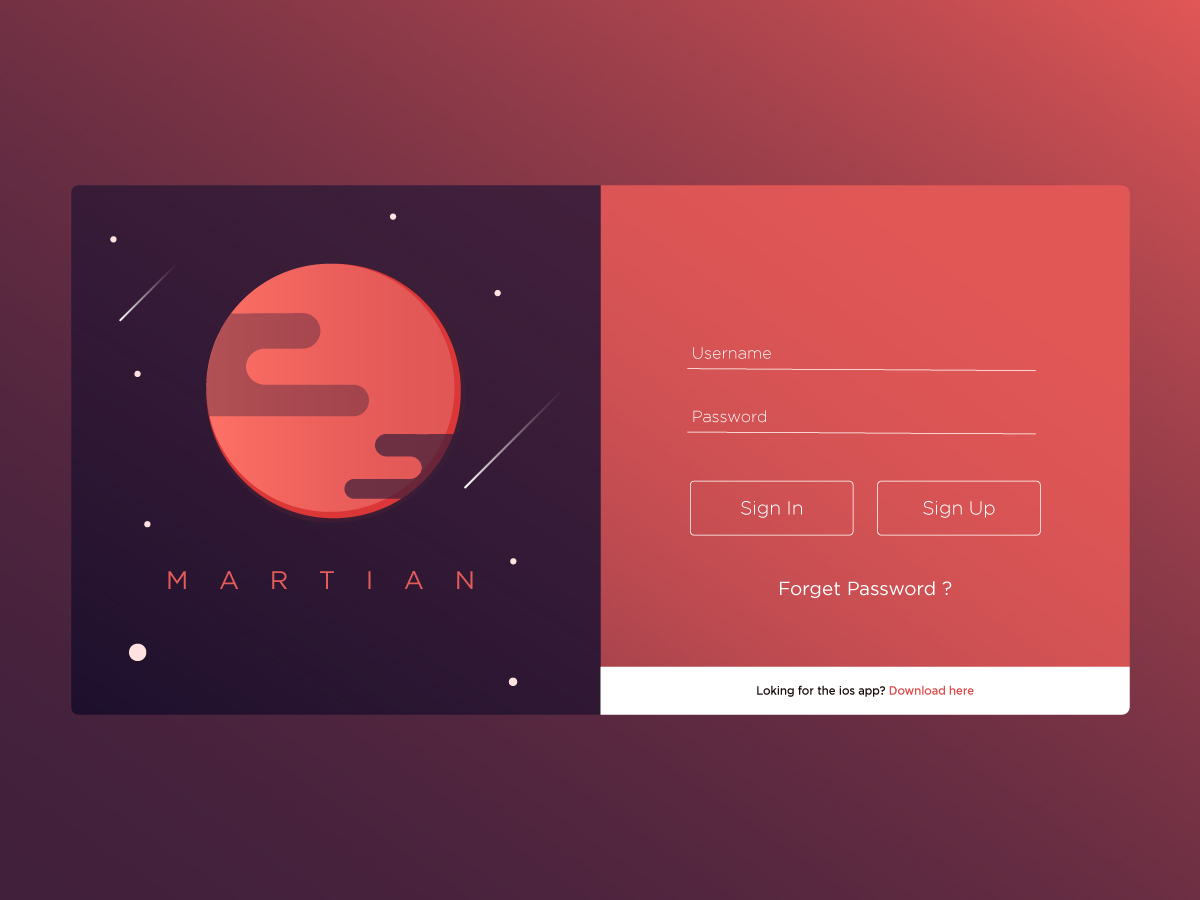 MARTIAN
Username
Password
Sign In
Sign Up
Forget Password ?
Loking for the ios app? Download here